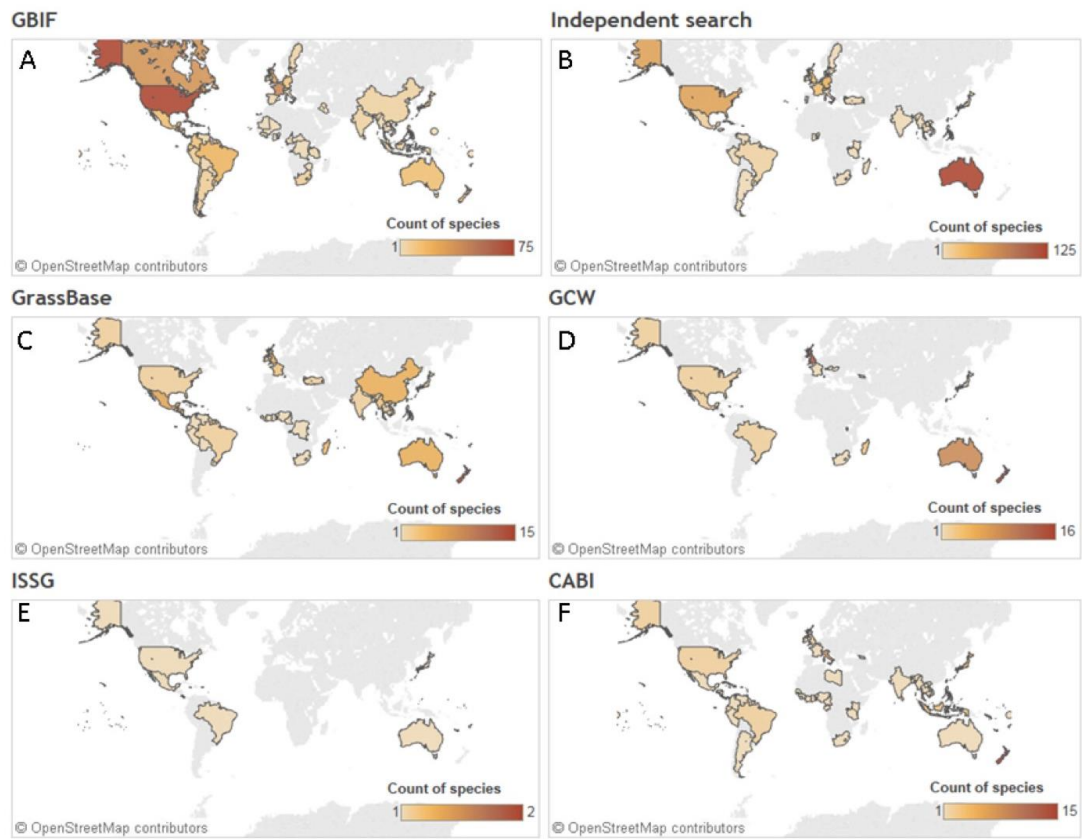 GBIF
Independent search
A
B
Count of species
1 75
© OpenStreetMap contributors
Count of species
1 125
© OpenStreetMap contributors
GrassBase
GCW
C
D
Count of species
1 15
© OpenStreetMap contributors
Count of species
1 16
© OpenStreetMap contributors
ISSG
CABI
E
F
Count of species
1 2
© OpenStreetMap contributors
Count of species
1 15
© OpenStreetMap contributors